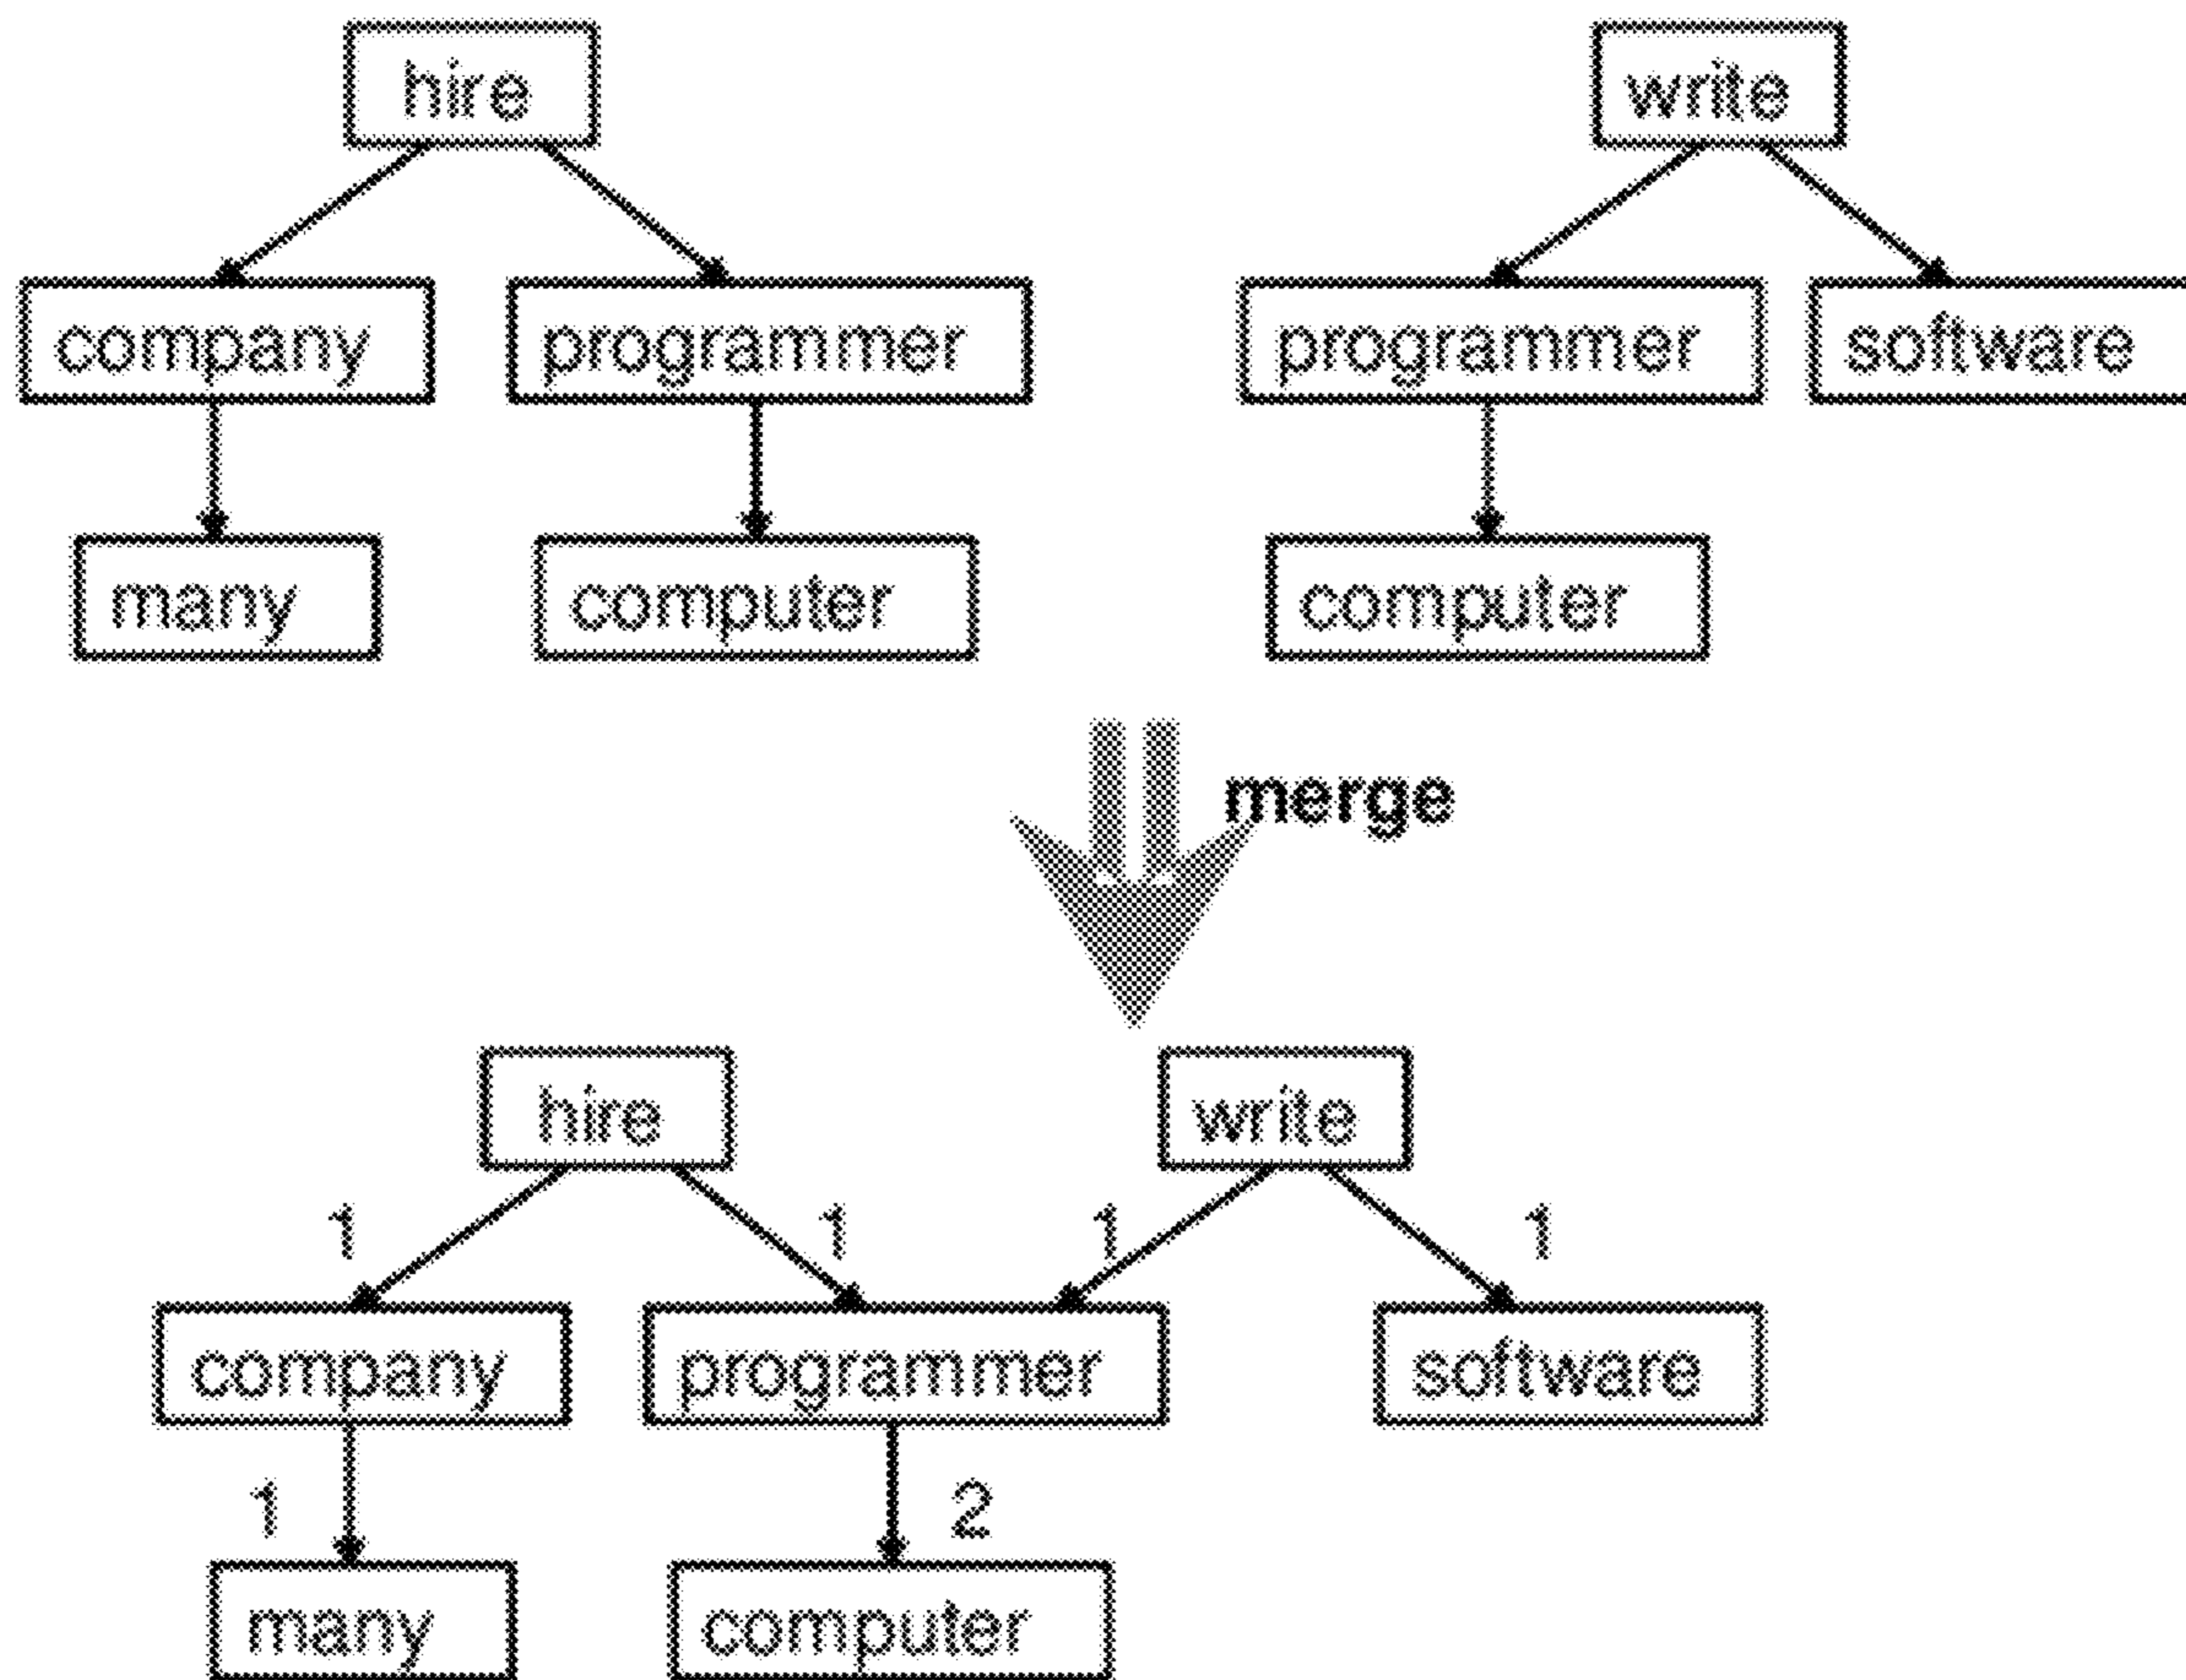 hire write
company programmer programmer software
many computer computer
merge
hire write
1 1 1 1
company programmer software
1 2
many computer